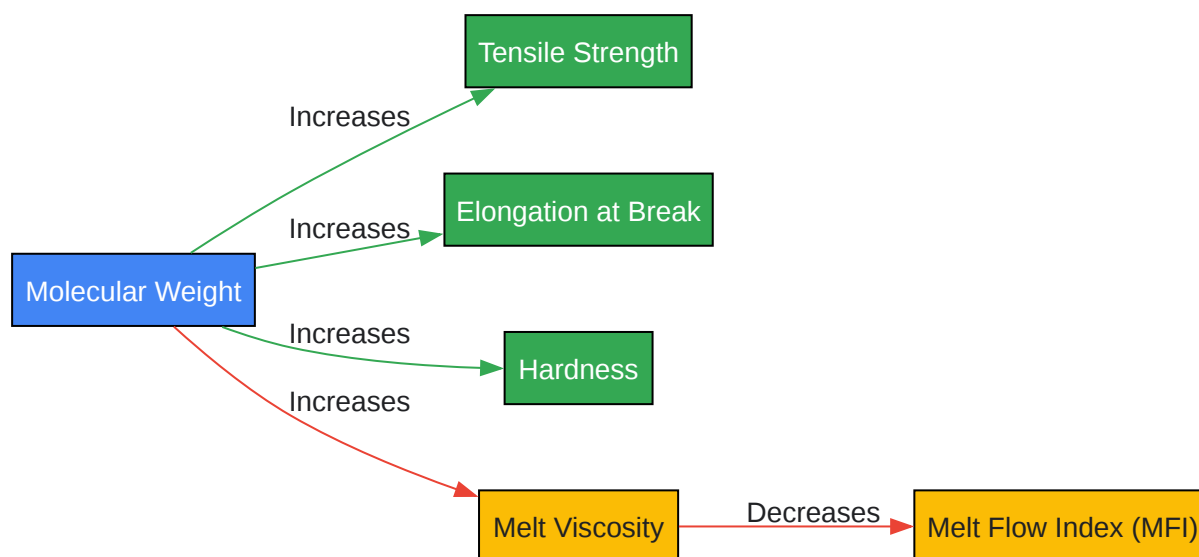 Tensile Strength
Increases
Elongation at Break
Increases
Molecular Weight
Increases
Hardness
Increases
Melt Viscosity
Decreases
Melt Flow Index (MFI)